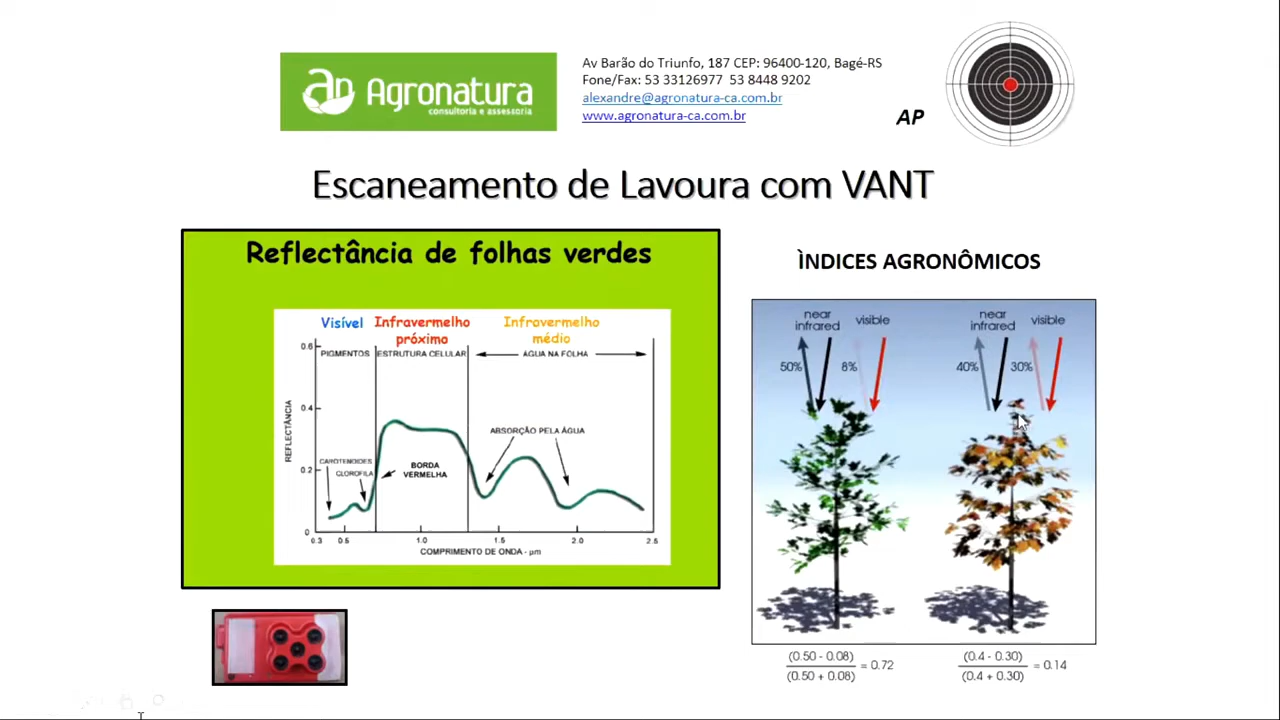 Agronatura
consultoria e assessoria
Av Barão do Triunfo, 187 CEP: 96400-120, Bagé-RS
Fone/Fax: 53 33126977  53 8448 9202
alexandre@agronatura-ca.com.br
www.agronatura-ca.com.br
AP
Escaneamento de Lavoura com VANT
Reflectância de folhas verdes
Visível
Infravermelho
próximo
Infravermelho
médio
PIGMENTOS
ESTRUTURA CELULAR
ÁGUA NA FOLHA
REFLECTÂNCIA
0.6
0.4
0.2
0
ABSORÇÃO PELA ÁGUA
CAROTENOIDES
CLOROFILA
BORDA
VERMELHA
0.3 0.5 1.0 1.5 2.0 2.5
COMPRIMENTO DE ONDA - µm
ÌNDICES AGRONÔMICOS
near
infrared
visible
near
infrared
visible
50%
8%
40%
30%
(0.50 - 0.08)
(0.50 + 0.08)
= 0.72
(0.4 - 0.30)
(0.4 + 0.30)
= 0.14